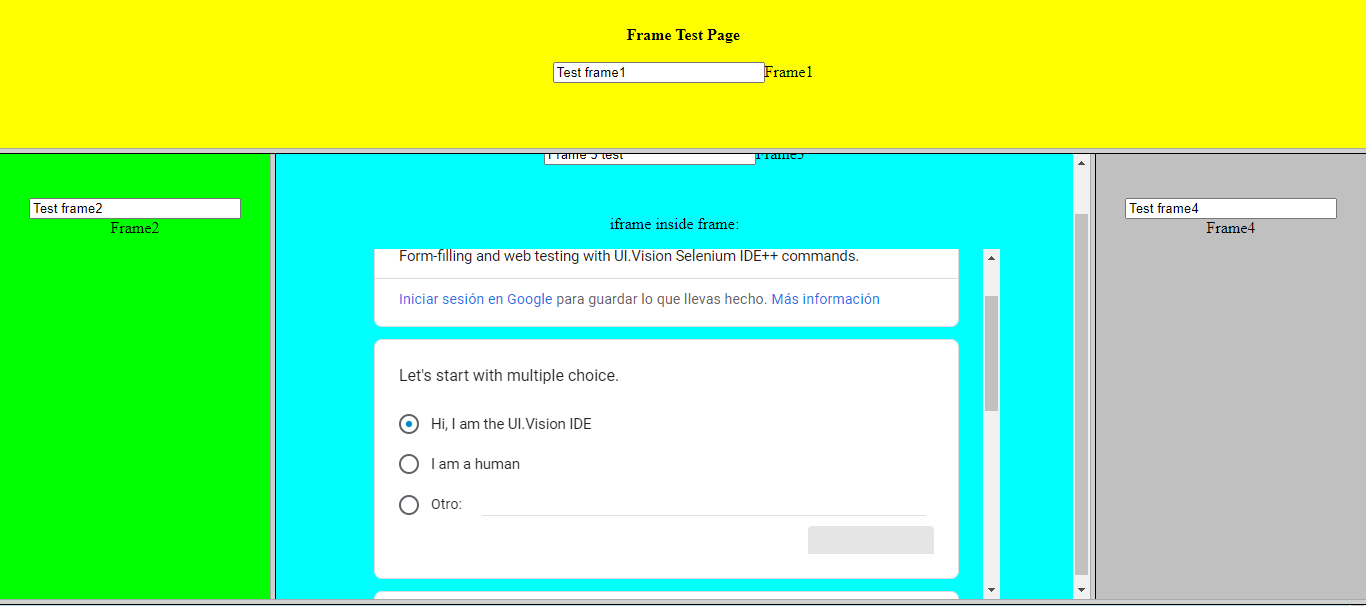 Frame Test Page
Test frame1 Frame1
Test frame2
Frame2
Frame 5 test
iframe inside frame:
Form-filling and web testing with UI.Vision Selenium IDE++ commands.
Iniciar sesión en Google para guardar lo que llevas hecho. Más información
Let's start with multiple choice.
Hi, I am the UI.Vision IDE
I am a human
Otro:
Test frame4
Frame4